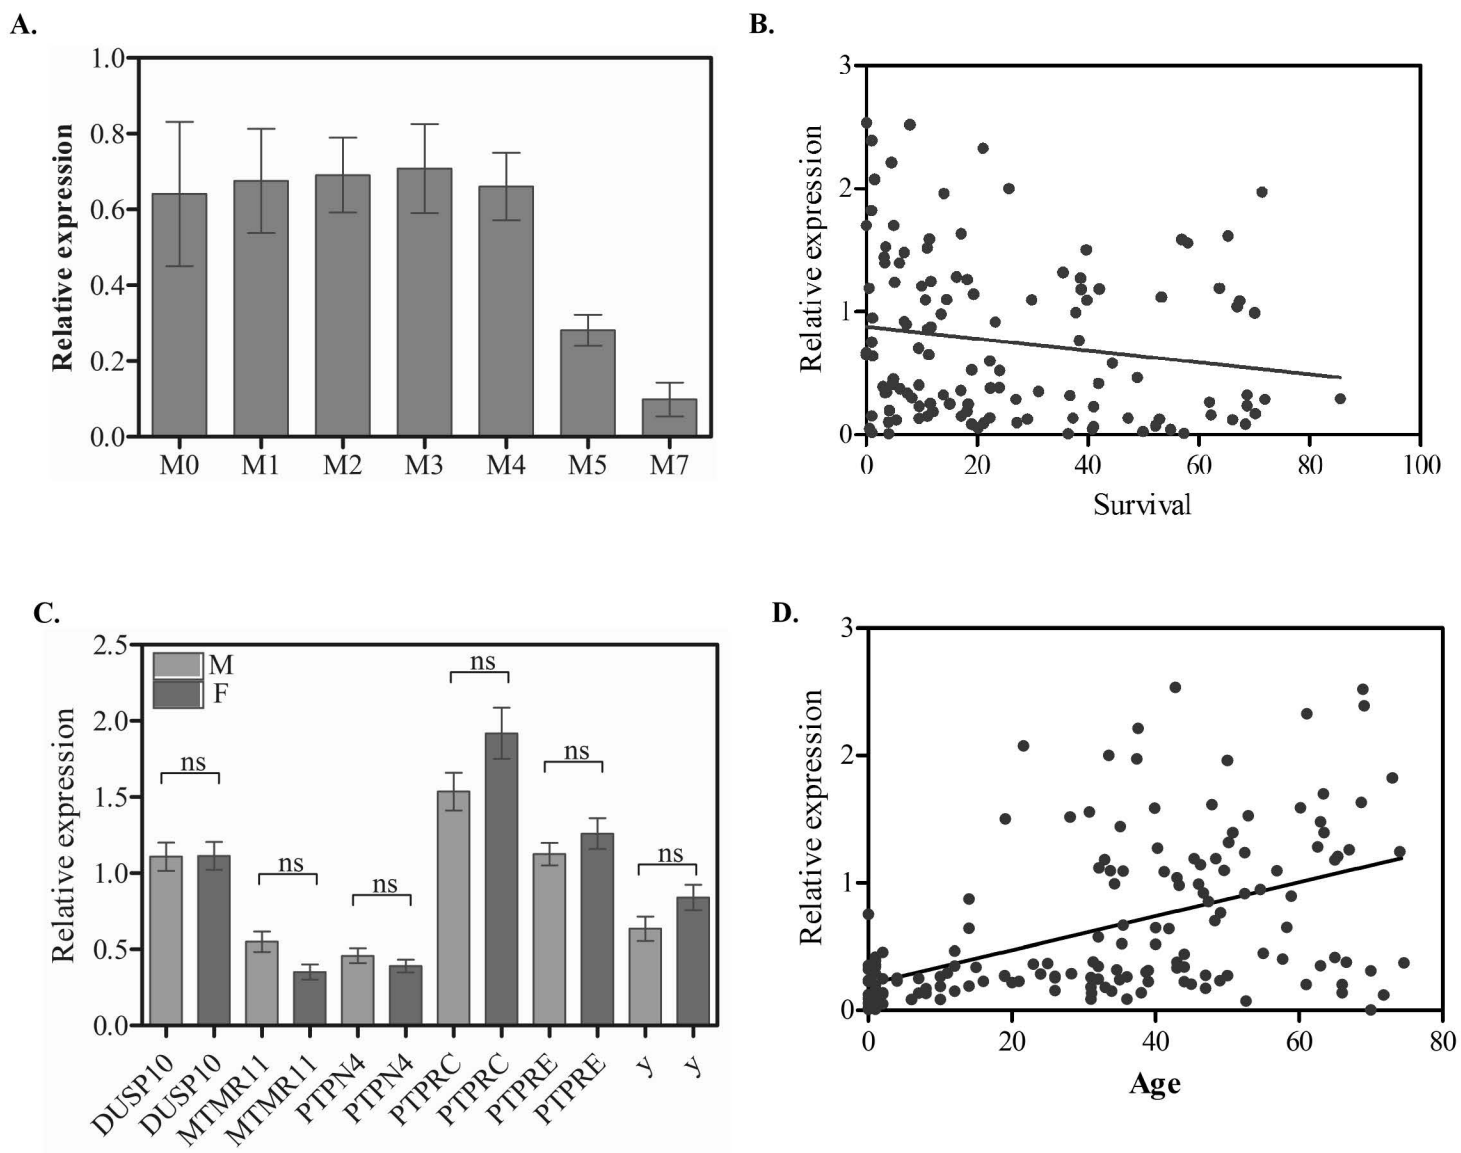 A.
1.0
0.8
0.6
0.4
0.2
0.0
Relative expression
M0 M1 M2 M3 M4 M5 M7
B.
3
2
1
0
Relative expression
0 20 40 60 80 100
Survival
C.
2.5
2.0
1.5
1.0
0.5
0.0
Relative expression
M
F
ns
ns
ns
ns
ns
ns
DUSP10 DUSP10 MTMR11 MTMR11 PTPN4 PTPN4 PTPRC PTPRC PTPRE PTPRE y y
D.
3
2
1
0
Relative expression
0 20 40 60 80
Age